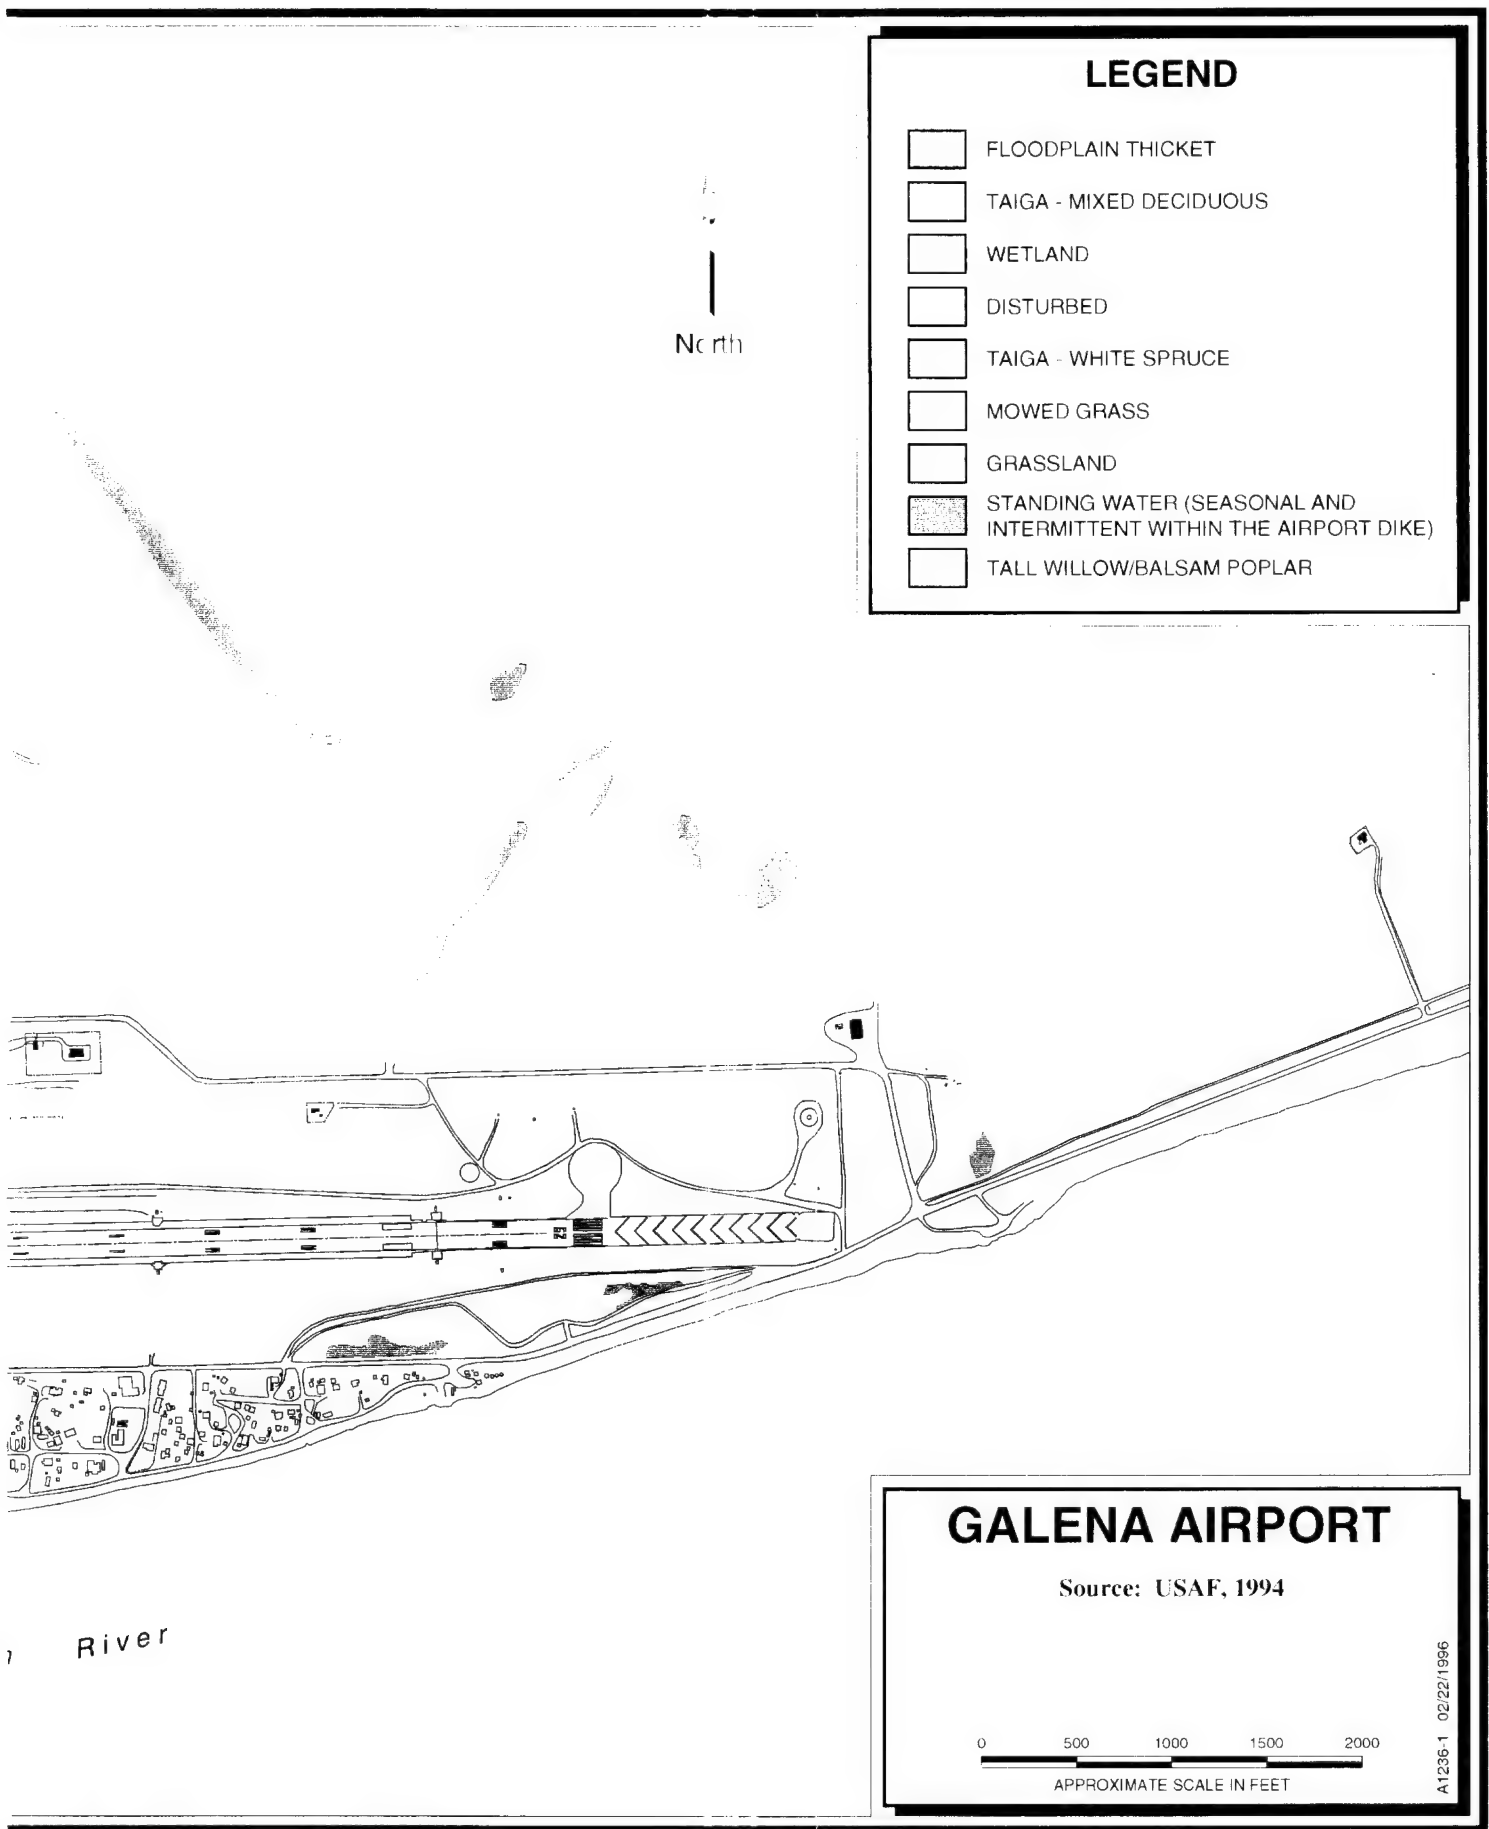 LEGEND
FLOODPLAIN THICKET
TAIGA - MIXED DECIDUOUS
WETLAND
DISTURBED
TAIGA - WHITE SPRUCE
MOWED GRASS
GRASSLAND
STANDING WATER (SEASONAL AND
INTERMITTENT WITHIN THE AIRPORT DIKE)
TALL WILLOW/BALSAM POPLAR
North
River
GALENA AIRPORT
Source: USAF, 1994
0 500 1000 1500 2000
APPROXIMATE SCALE IN FEET
A1236-1 02/22/1996